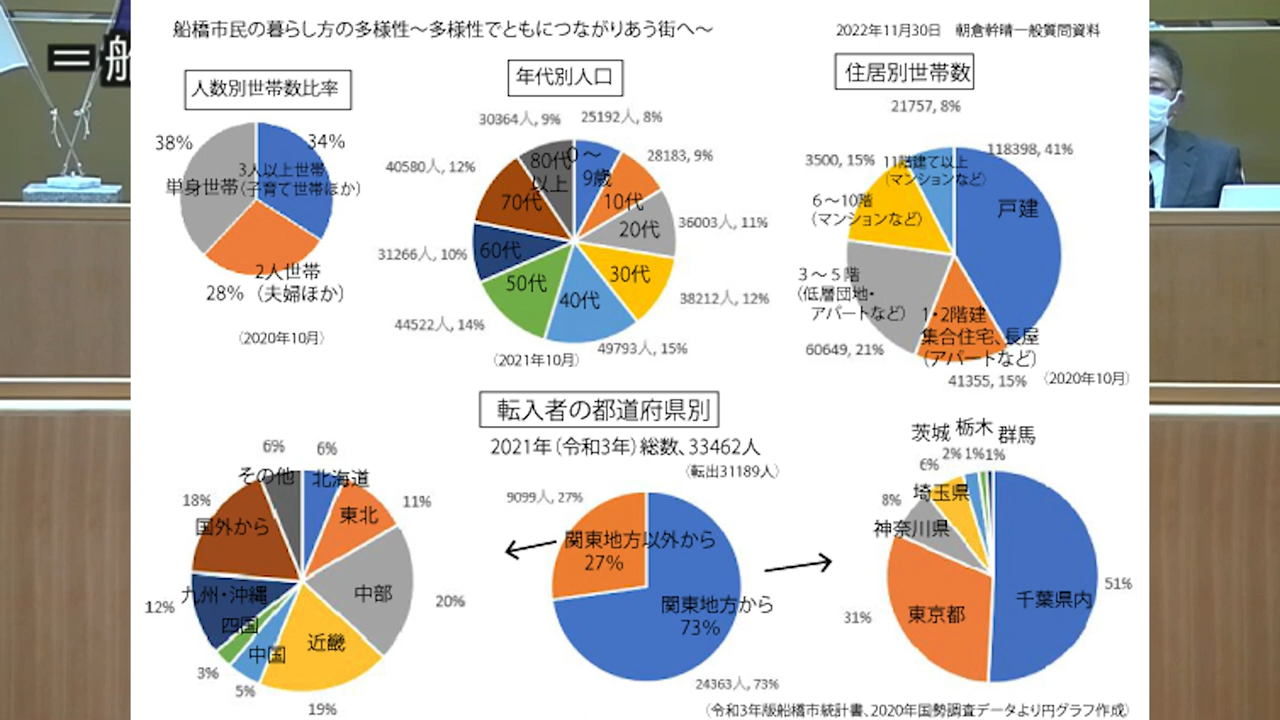 =船
船橋市民の暮らし方の多様性～多様性でともにつながりあう街へ～
2022年11月30日　朝倉幹晴一般質問資料
人数別世帯数比率
38%
34%
3人以上世帯
(子育て世帯ほか)
単身世帯
2人世帯
28%（夫婦ほか）
（2020年10月）
年代別人口
30364人, 9%
25192人, 8%
40580人, 12%
28183, 9%
80代
以上
0～
9歳
70代
10代
20代
36003人, 11%
31266人, 10%
60代
50代
40代
30代
38212人, 12%
44522人, 14%
49793人, 15%
（2021年10月）
住居別世帯数
21757, 8%
3500, 15%
11階建て以上
（マンションなど）
118398, 41%
6～10階
（マンションなど）
戸建
3～5階
（低層団地・
アパートなど）
1・2階建
集合住宅、長屋
（アパートなど）
60649, 21%
41355, 15%
（2020年10月）
転入者の都道府県別
2021年（令和3年）総数、33462人
（転出31189人）
6%
6%
その他
北海道
18%
11%
国外から
東北
九州・沖縄
中部
12%
20%
四国
中国
近畿
3%
5%
19%
9099人, 27%
関東地方以外から
27%
関東地方から
73%
24363人, 73%
茨城 栃木 群馬
6%
2% 1% 1%
8%
埼玉県
神奈川県
51%
31%
東京都
千葉県内
（令和3年版船橋市統計書、2020年国勢調査データより円グラフ作成）